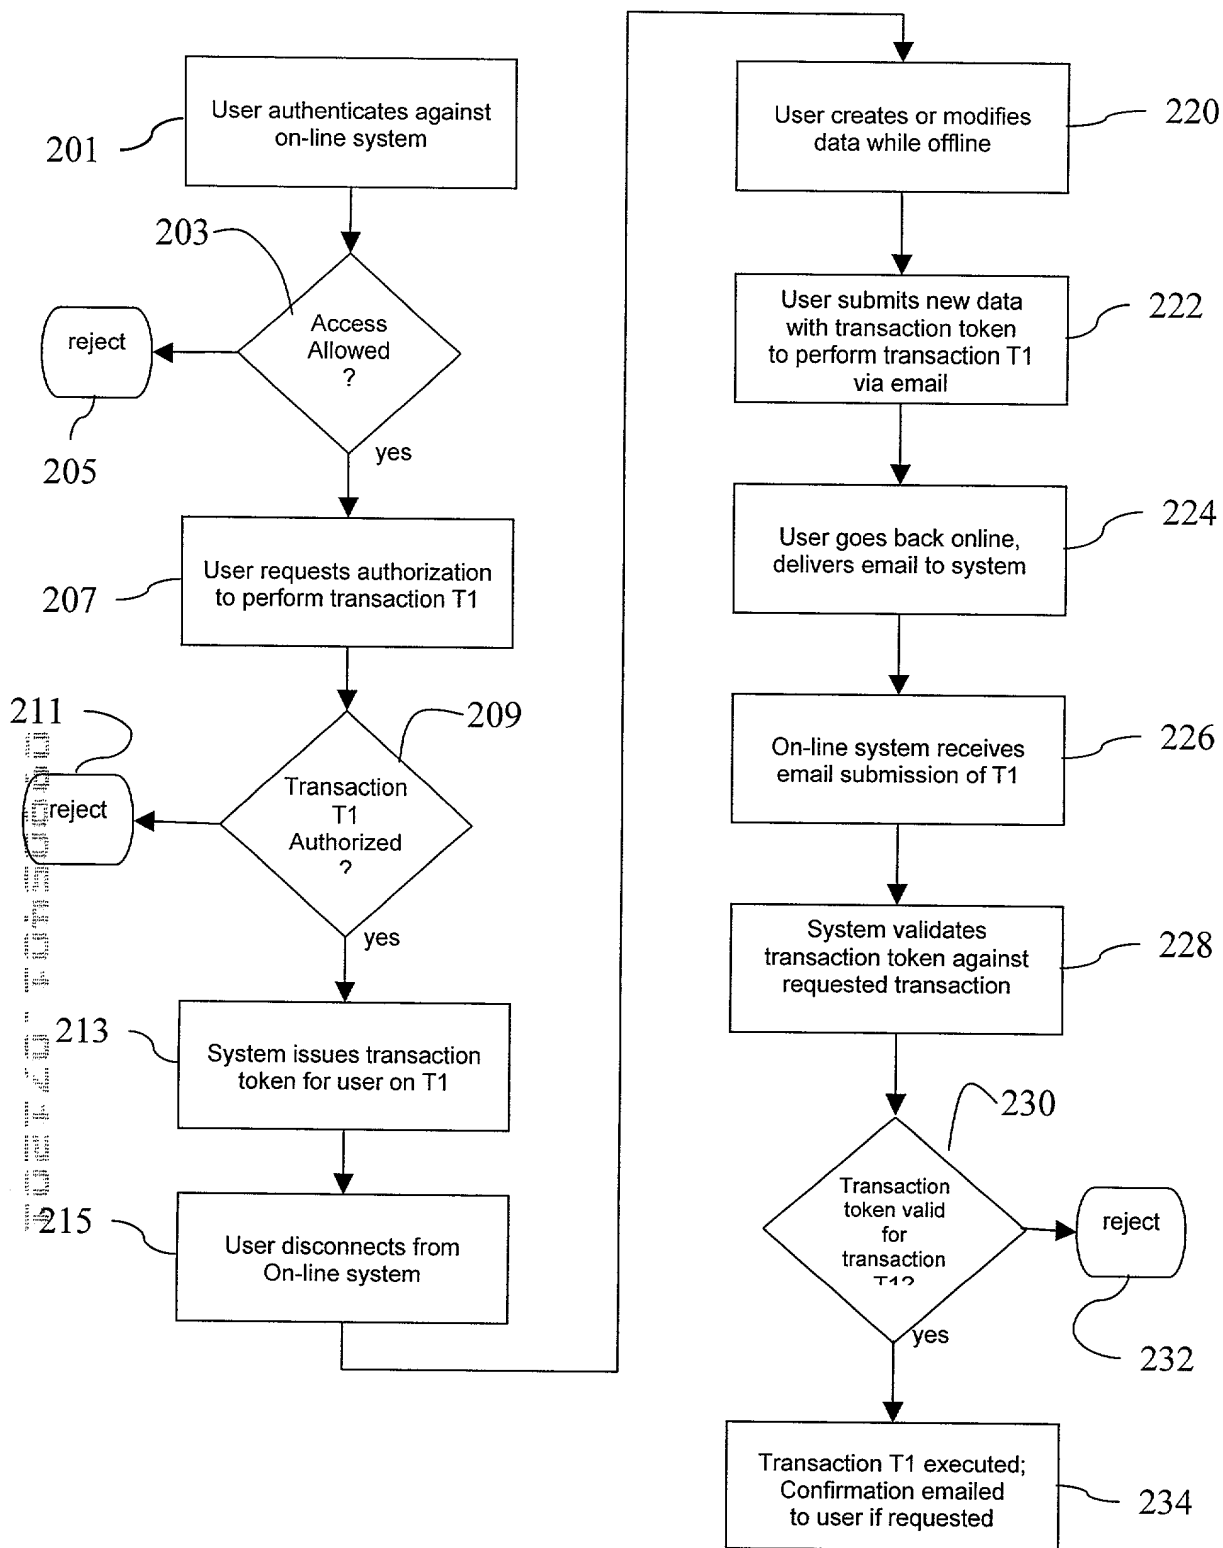 User authenticates against
on-line system
201
203
Access
Allowed
?
reject
205
yes
User requests authorization
to perform transaction T1
207
209
211
Transaction
T1
Authorized
?
reject
yes
213
System issues transaction
token for user on T1
215
User disconnects from
On-line system
User creates or modifies
data while offline
220
User submits new data
with transaction token
to perform transaction T1
via email
222
User goes back online,
delivers email to system
224
On-line system receives
email submission of T1
226
System validates
transaction token against
requested transaction
228
230
Transaction
token valid
for
transaction
T1?
reject
232
yes
Transaction T1 executed;
Confirmation emailed
to user if requested
234